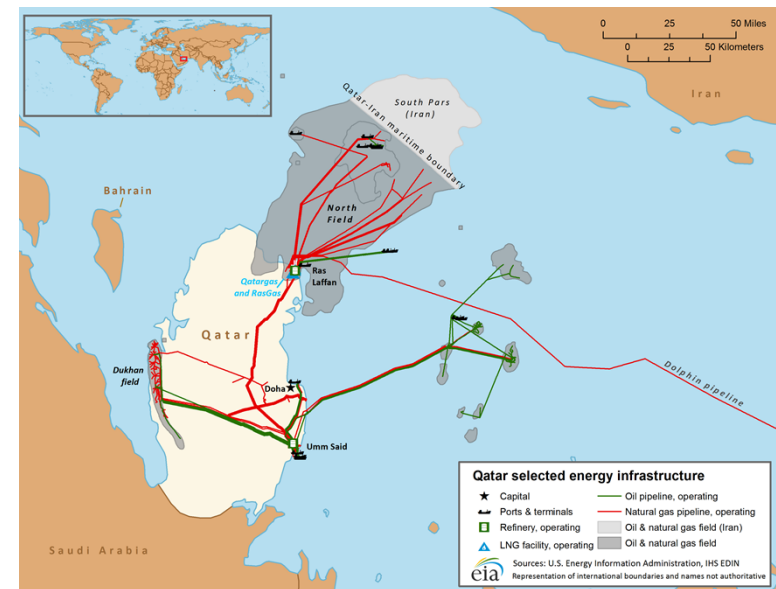 0 25 50 Miles
0 25 50 Kilometers
Iran
South Pars
(Iran)
Qatar-Iran maritime boundary
Bahrain
North
Field
Ras
Laffan
Qatargas
and RasGas
Qatar
Dukhan
field
Doha
Dolphin pipeline
Umm Said
Saudi Arabia
Qatar selected energy infrastructure
Capital
Ports & terminals
Refinery, operating
LNG facility, operating
Oil pipeline, operating
Natural gas pipeline, operating
Oil & natural gas field (Iran)
Oil & natural gas field
eia
Sources: U.S. Energy Information Administration, IHS EDIN
Representation of international boundaries and names not authoritative